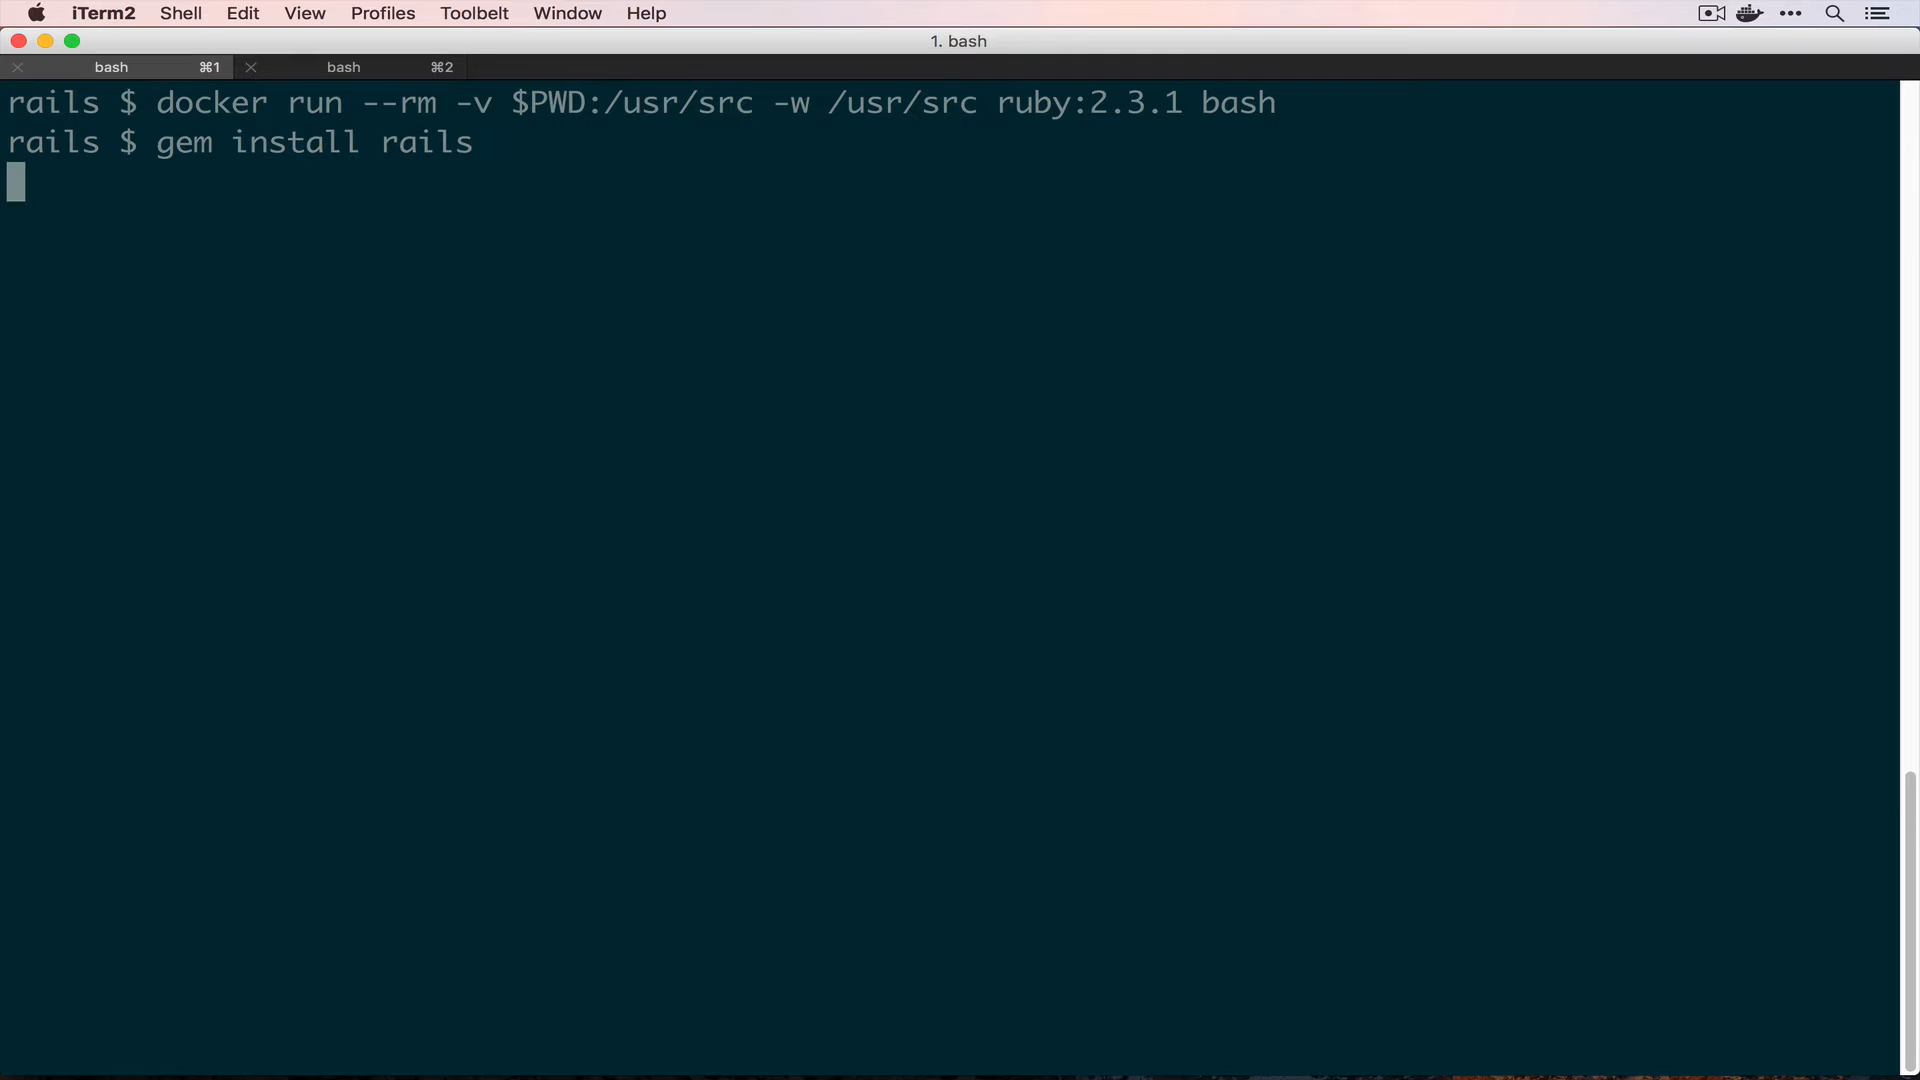 iTerm2 Shell Edit View Profiles Toolbelt Window Help
1. bash
bash ⌘1 bash ⌘2
rails $ docker run --rm -v $PWD:/usr/src -w /usr/src ruby:2.3.1 bash
rails $ gem install rails